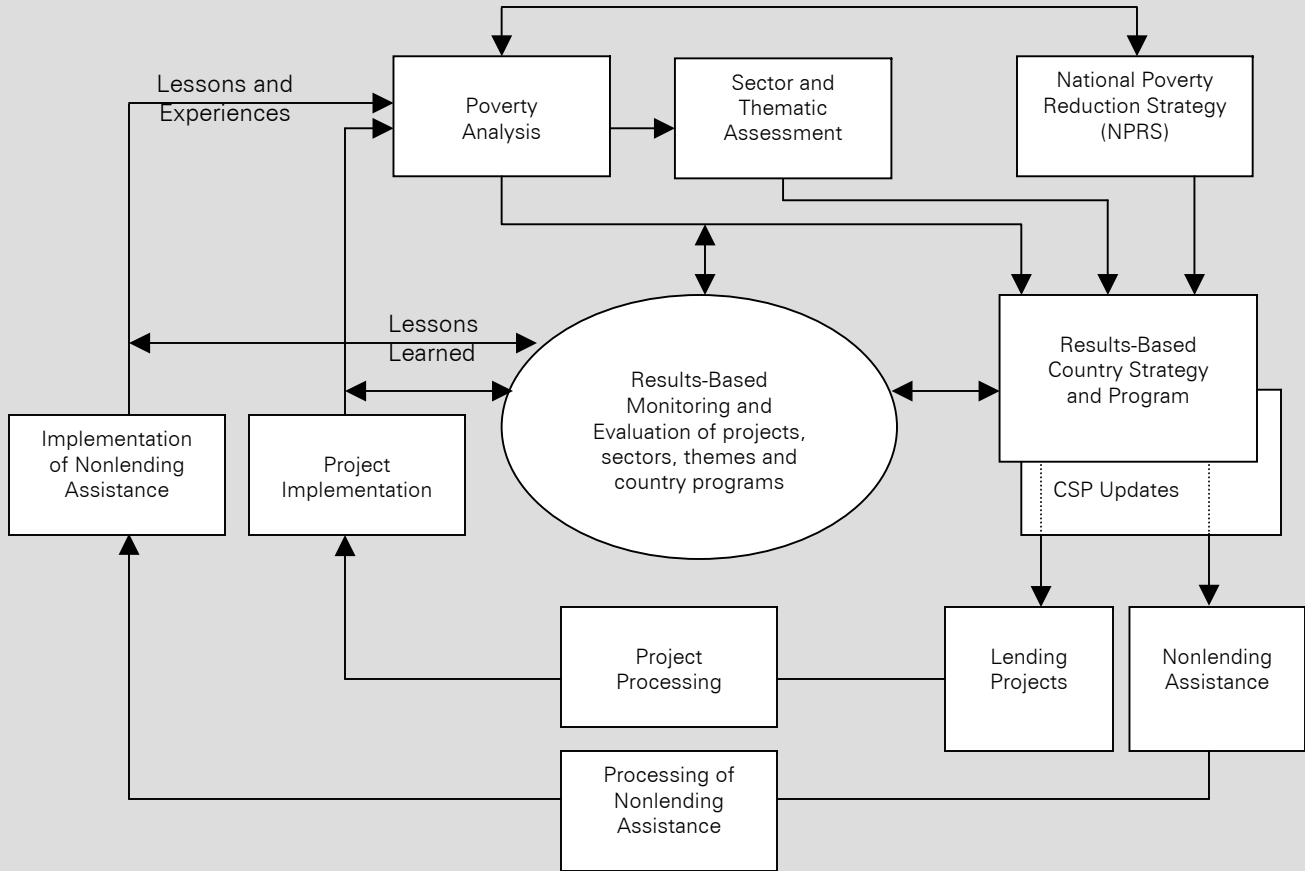 Lessons and
Experiences
Poverty
Analysis
Sector and
Thematic
Assessment
National Poverty
Reduction Strategy
(NPRS)
Lessons
Learned
Results-Based
Monitoring and
Evaluation of projects,
sectors, themes and
country programs
Results-Based
Country Strategy
and Program
CSP Updates
Implementation
of Nonlending
Assistance
Project
Implementation
Project
Processing
Lending
Projects
Nonlending
Assistance
Processing of
Nonlending
Assistance